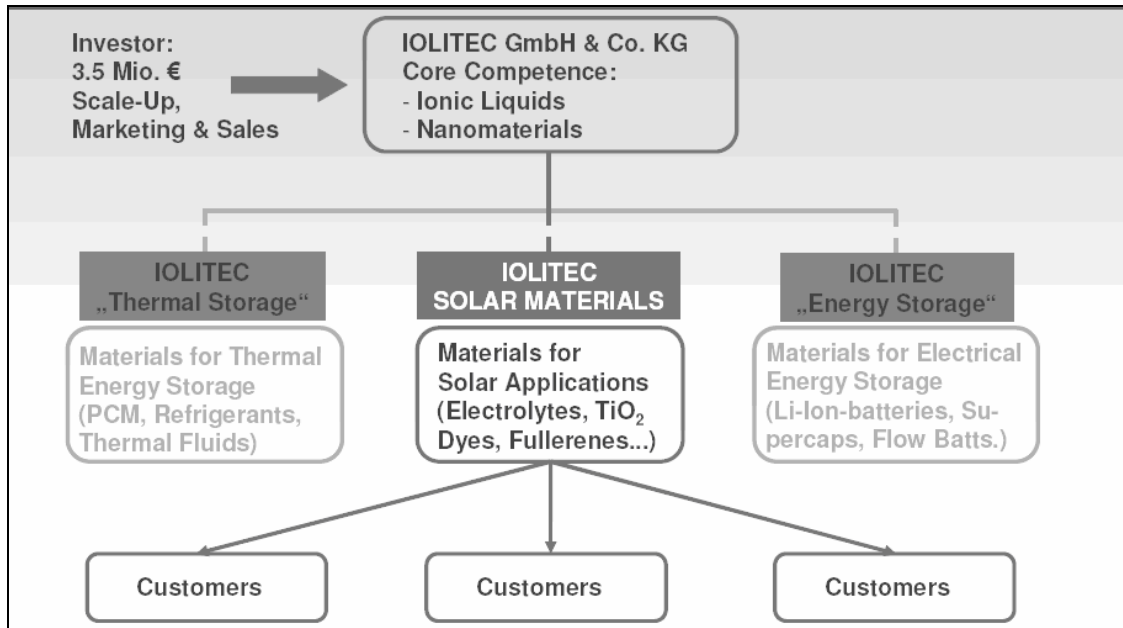 Investor:
3.5 Mio. €
Scale-Up,
Marketing & Sales
IOLITEC GmbH & Co. KG
Core Competence:
- Ionic Liquids
- Nanomaterials
IOLITEC
„Thermal Storage“
IOLITEC
SOLAR MATERIALS
IOLITEC
„Energy Storage“
Materials for Thermal
Energy Storage
(PCM, Refrigerants,
Thermal Fluids)
Materials for
Solar Applications
(Electrolytes, TiO₂
Dyes, Fullerenes...)
Materials for Electrical
Energy Storage
(Li-Ion-batteries, Su-
percaps, Flow Batts.)
Customers
Customers
Customers